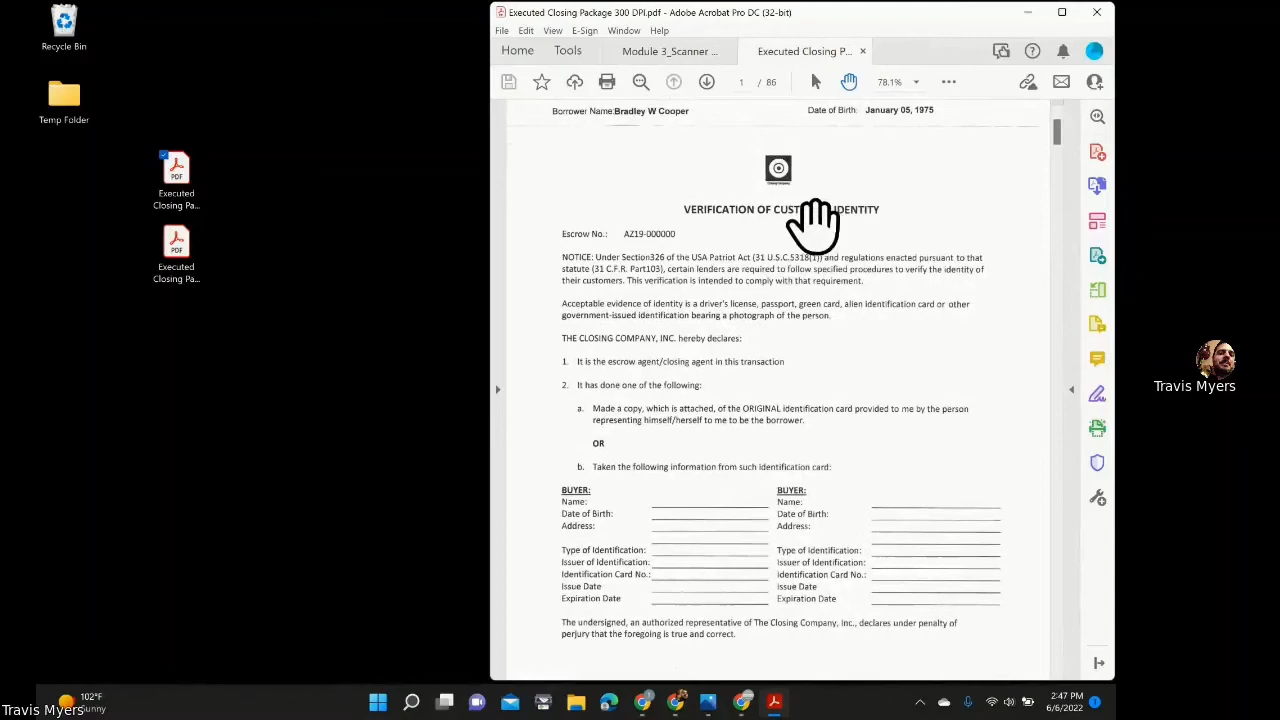 Recycle Bin
Temp Folder
Executed
Closing Pa...
Executed
Closing Pa...
Executed Closing Package 300 DPI.pdf - Adobe Acrobat Pro DC (32-bit)
File Edit View E-Sign Window Help
Home Tools Module 3_Scanner ... Executed Closing P...
1 / 86 78.1%
Borrower Name: Bradley W Cooper Date of Birth: January 05, 1975
VERIFICATION OF IDENTITY
Escrow No.: AZ19-000000
NOTICE: Under Section326 of the USA Patriot Act (31 U.S.C.5318(1)) and regulations enacted pursuant to that
statute (31 C.F.R. Part103), certain lenders are required to follow specified procedures to verify the identity of
their customers. This verification is intended to comply with that requirement.
Acceptable evidence of identity is a driver's license, passport, green card, alien identification card or other
government-issued identification bearing a photograph of the person.
THE CLOSING COMPANY, INC. hereby declares:
1. It is the escrow agent/closing agent in this transaction
2. It has done one of the following:
a. Made a copy, which is attached, of the ORIGINAL identification card provided to me by the person
representing himself/herself to me to be the borrower.
OR
b. Taken the following information from such identification card:
BUYER: BUYER:
Name: Name:
Date of Birth: Date of Birth:
Address: Address:
Type of Identification: Type of Identification:
Issuer of Identification: Issuer of Identification:
Identification Card No.: Identification Card No.:
Issue Date Issue Date
Expiration Date Expiration Date
The undersigned, an authorized representative of The Closing Company, Inc., declares under penalty of
perjury that the foregoing is true and correct.
Travis Myers
102°F
Sunny
Travis Myers
2:47 PM
6/6/2022